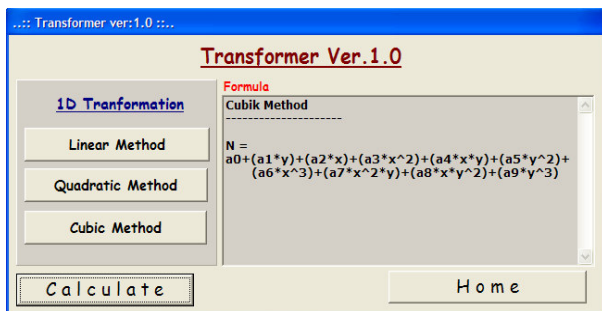 ..:: Transformer ver:1.0 ::..
Transformer Ver.1.0
1D Tranformation
Linear Method
Quadratic Method
Cubic Method
Formula
Cubik Method
---------------------
N =
a0+(a1*y)+(a2*x)+(a3*x^2)+(a4*x*y)+(a5*y^2)+
(a6*x^3)+(a7*x^2*y)+(a8*x*y^2)+(a9*y^3)
Calculate
Home